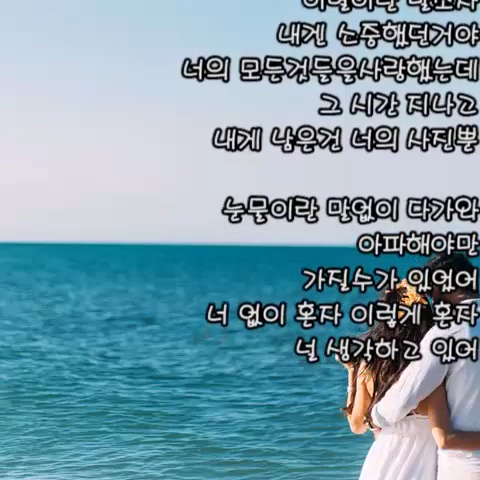 내겐 소중했던거야
너의 모든것들을사랑했는데
그 시간 지나고
내게 남은건 너의 사진뿐
눈물이란 말없이 다가와
아파해야만
가질수가 있었어
너 없이 혼자 이렇게 혼자
널 생각하고 있어